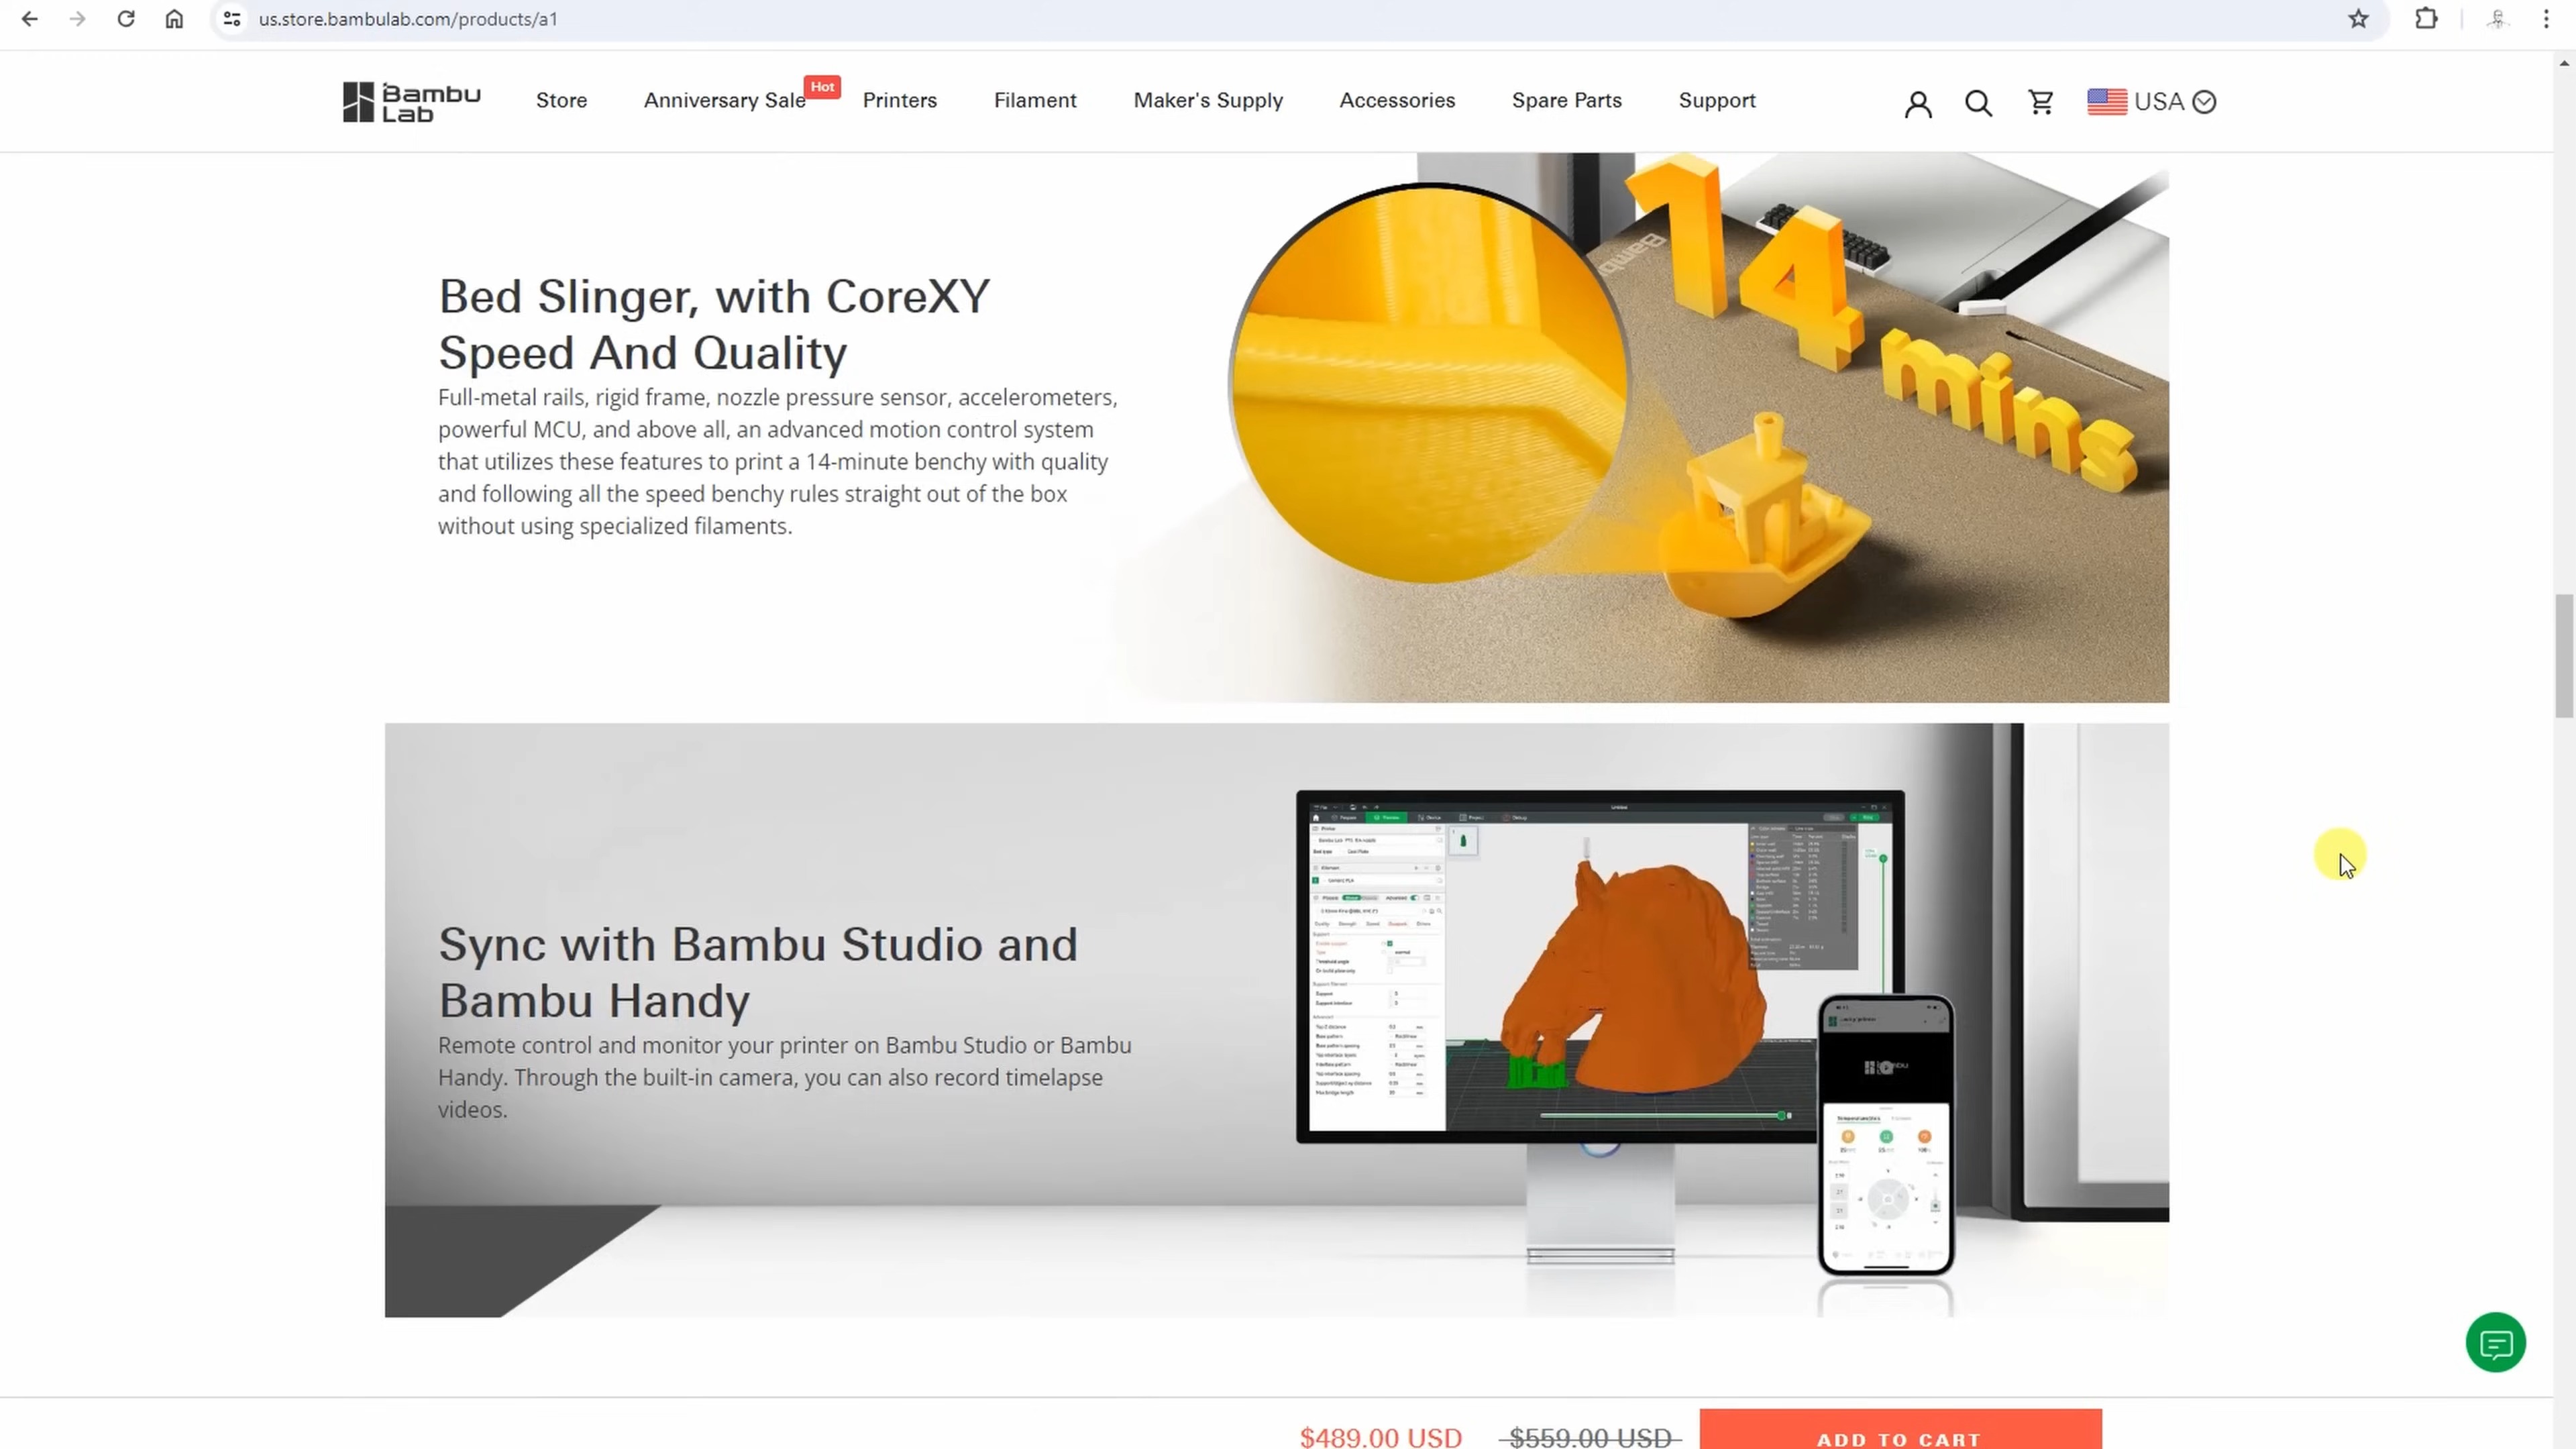 us.store.bambulab.com/products/a1
Bambu Lab
Store
Anniversary Sale
Hot
Printers
Filament
Maker's Supply
Accessories
Spare Parts
Support
USA
14
mins
Bed Slinger, with CoreXY
Speed And Quality
Full-metal rails, rigid frame, nozzle pressure sensor, accelerometers,
powerful MCU, and above all, an advanced motion control system
that utilizes these features to print a 14-minute benchy with quality
and following all the speed benchy rules straight out of the box
without using specialized filaments.
Sync with Bambu Studio and
Bambu Handy
Remote control and monitor your printer on Bambu Studio or Bambu
Handy. Through the built-in camera, you can also record timelapse
videos.
$489.00 USD
$559.00 USD
ADD TO CART